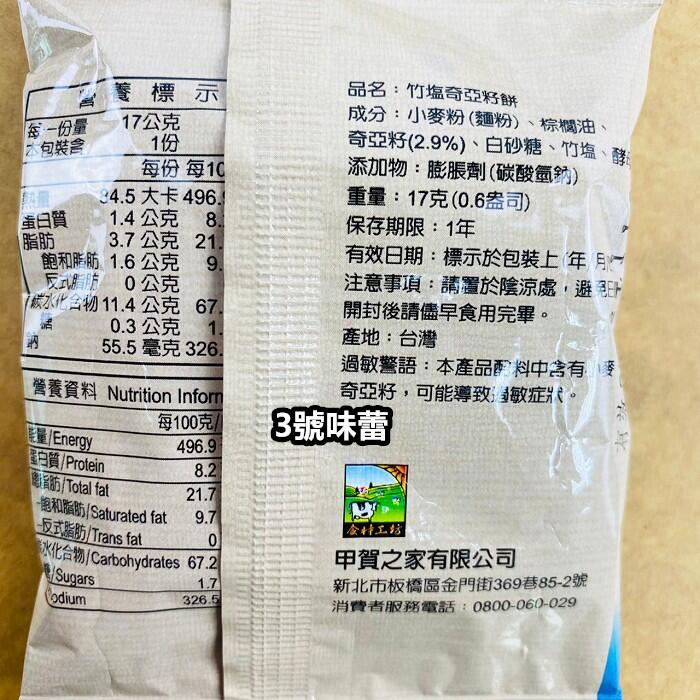 營養標示
每一份量 17公克
本包裝含 1份
每份 每10
熱量 84.5 大卡 496.9
蛋白質 1.4 公克 8.
脂肪 3.7 公克 21.
飽和脂肪 1.6 公克 9.
反式脂肪 0 公克
碳水化合物 11.4 公克 67.
糖 0.3 公克 1.
鈉 55.5 毫克 326.
營養資料 Nutrition Inform
每100克/
能量/Energy 496.9
蛋白質/Protein 8.2
總脂肪/Total fat 21.7
–飽和脂肪/Saturated fat 9.7
–反式脂肪/Trans fat 0
水化合物/Carbohydrates 67.2
糖/Sugars 1.7
odium 326.5
品名：竹塩奇亞籽餅
成分：小麥粉(麵粉)、棕櫚油、
奇亞籽(2.9%)、白砂糖、竹塩、酵母
添加物：膨脹劑(碳酸氫鈉)
重量：17克(0.6盎司)
保存期限：1年
有效日期：標示於包裝上(年/月/
注意事項：請置於陰涼處，避免日
開封後請儘早食用完畢。
產地：台灣
過敏警語：本產品配料中含有小麥
奇亞籽，可能導致過敏症狀。
3號味蕾
食特工坊
甲賀之家有限公司
新北市板橋區金門街369巷85-2號
消費者服務電話：0800-060-029